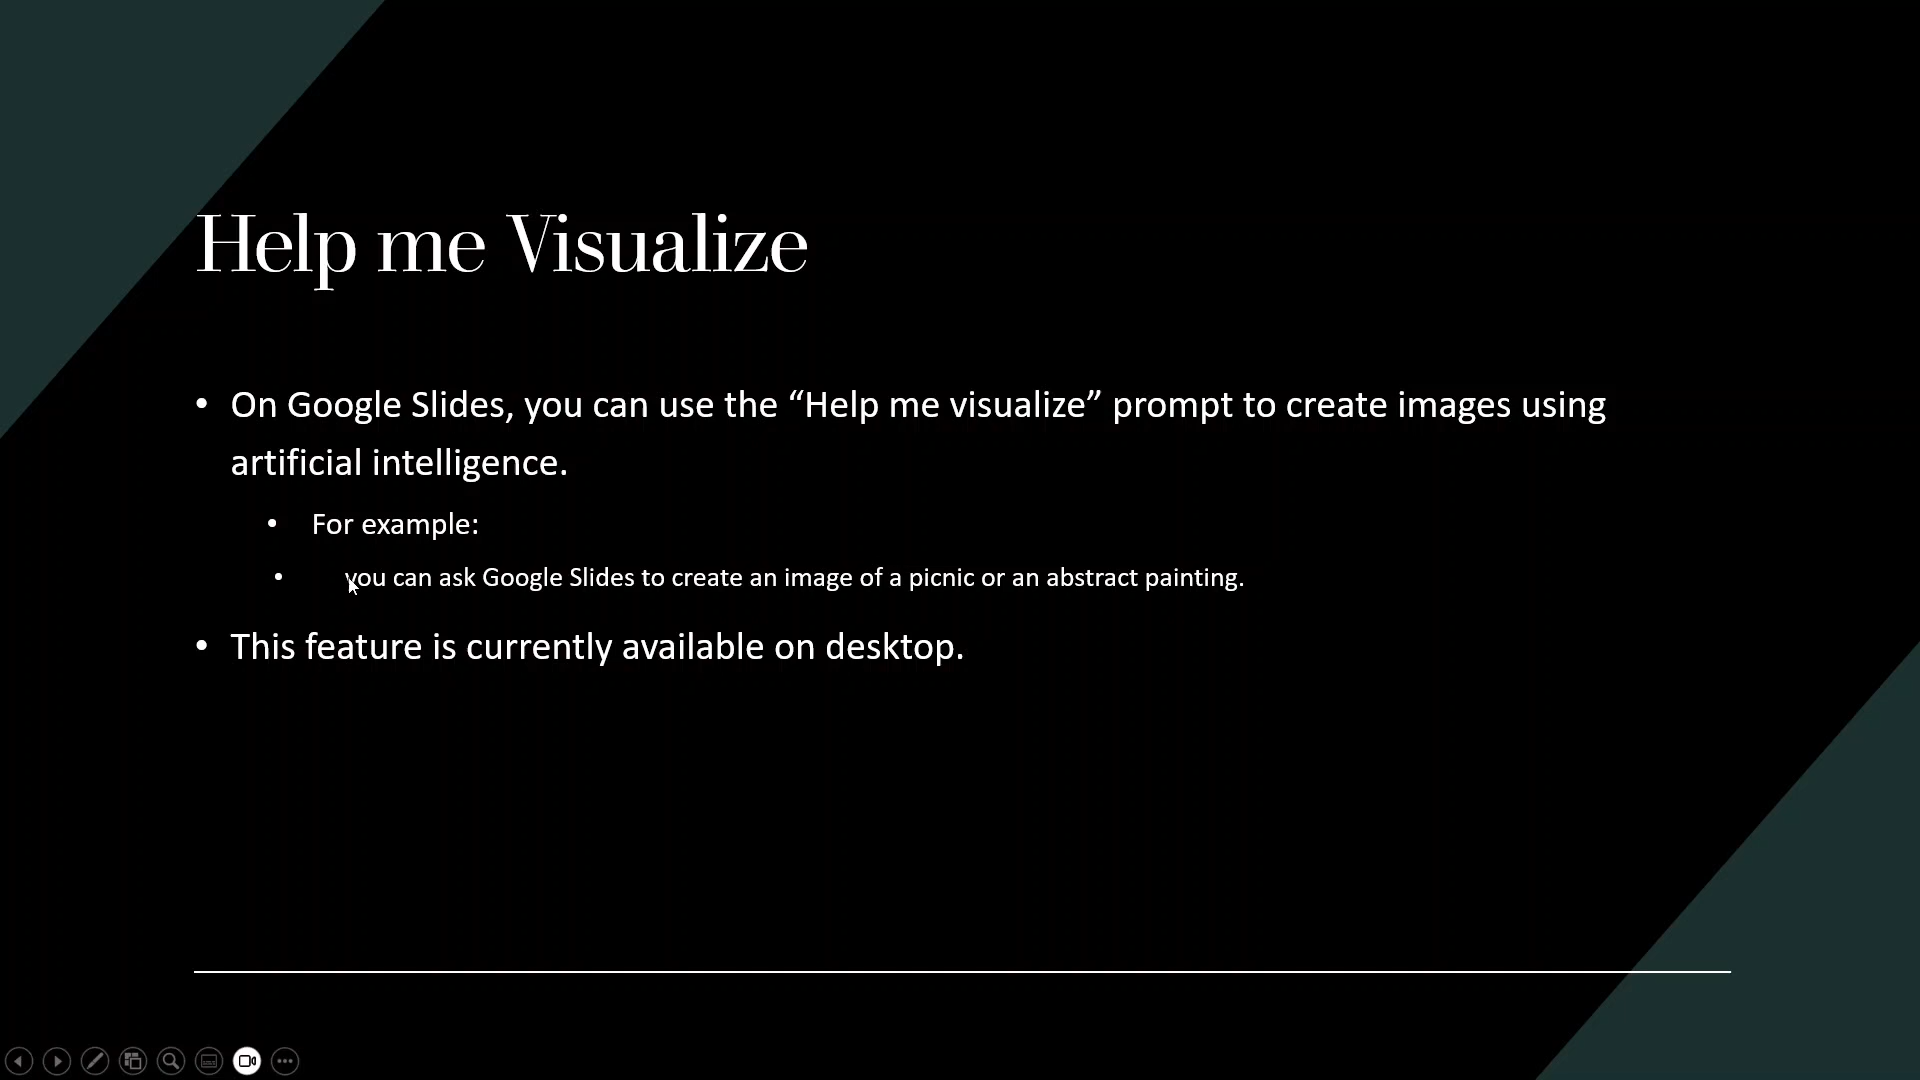 Help me Visualize
• On Google Slides, you can use the “Help me visualize” prompt to create images using
artificial intelligence.
• For example:
• you can ask Google Slides to create an image of a picnic or an abstract painting.
• This feature is currently available on desktop.